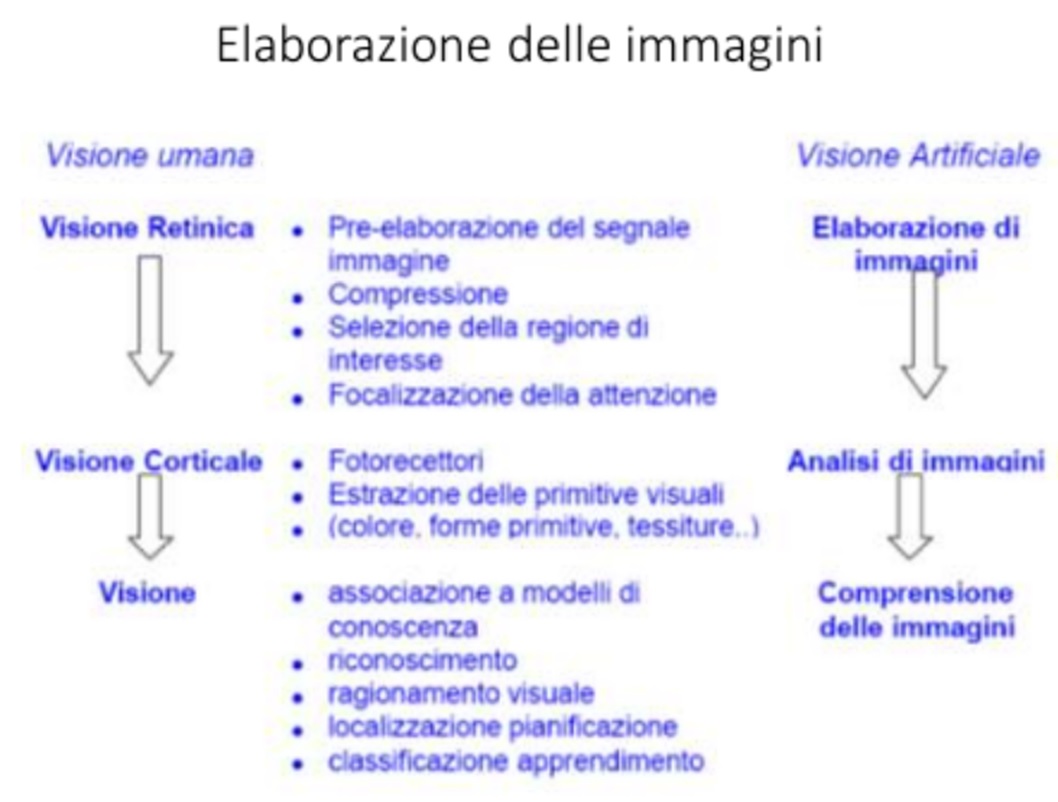 Elaborazione delle immagini
Visione umana
Visione Artificiale
Visione Retinica
• Pre-elaborazione del segnale
immagine
• Compressione
• Selezione della regione di
interesse
• Focalizzazione della attenzione
Elaborazione di
immagini
Visione Corticale
• Fotorecettori
• Estrazione delle primitive visuali
• (colore, forme primitive, tessiture..)
Analisi di immagini
Visione
• associazione a modelli di
conoscenza
• riconoscimento
• ragionamento visuale
• localizzazione pianificazione
• classificazione apprendimento
Comprensione
delle immagini